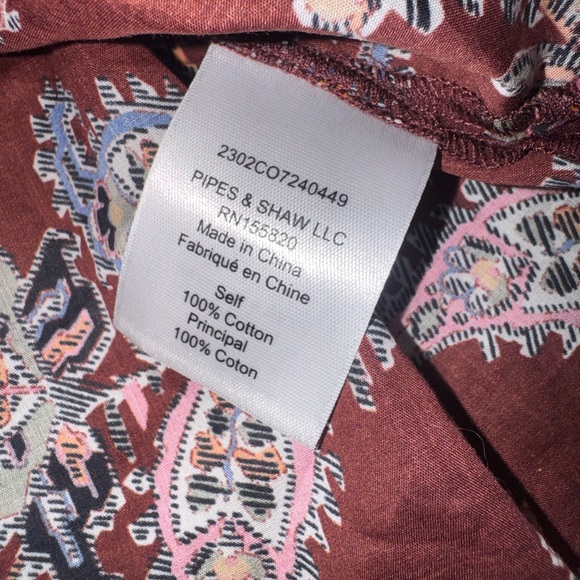 2302CO7240449
PIPES & SHAW LLC
RN155820
Made in China
Fabriqué en Chine
Self
100% Cotton
Principal
100% Coton